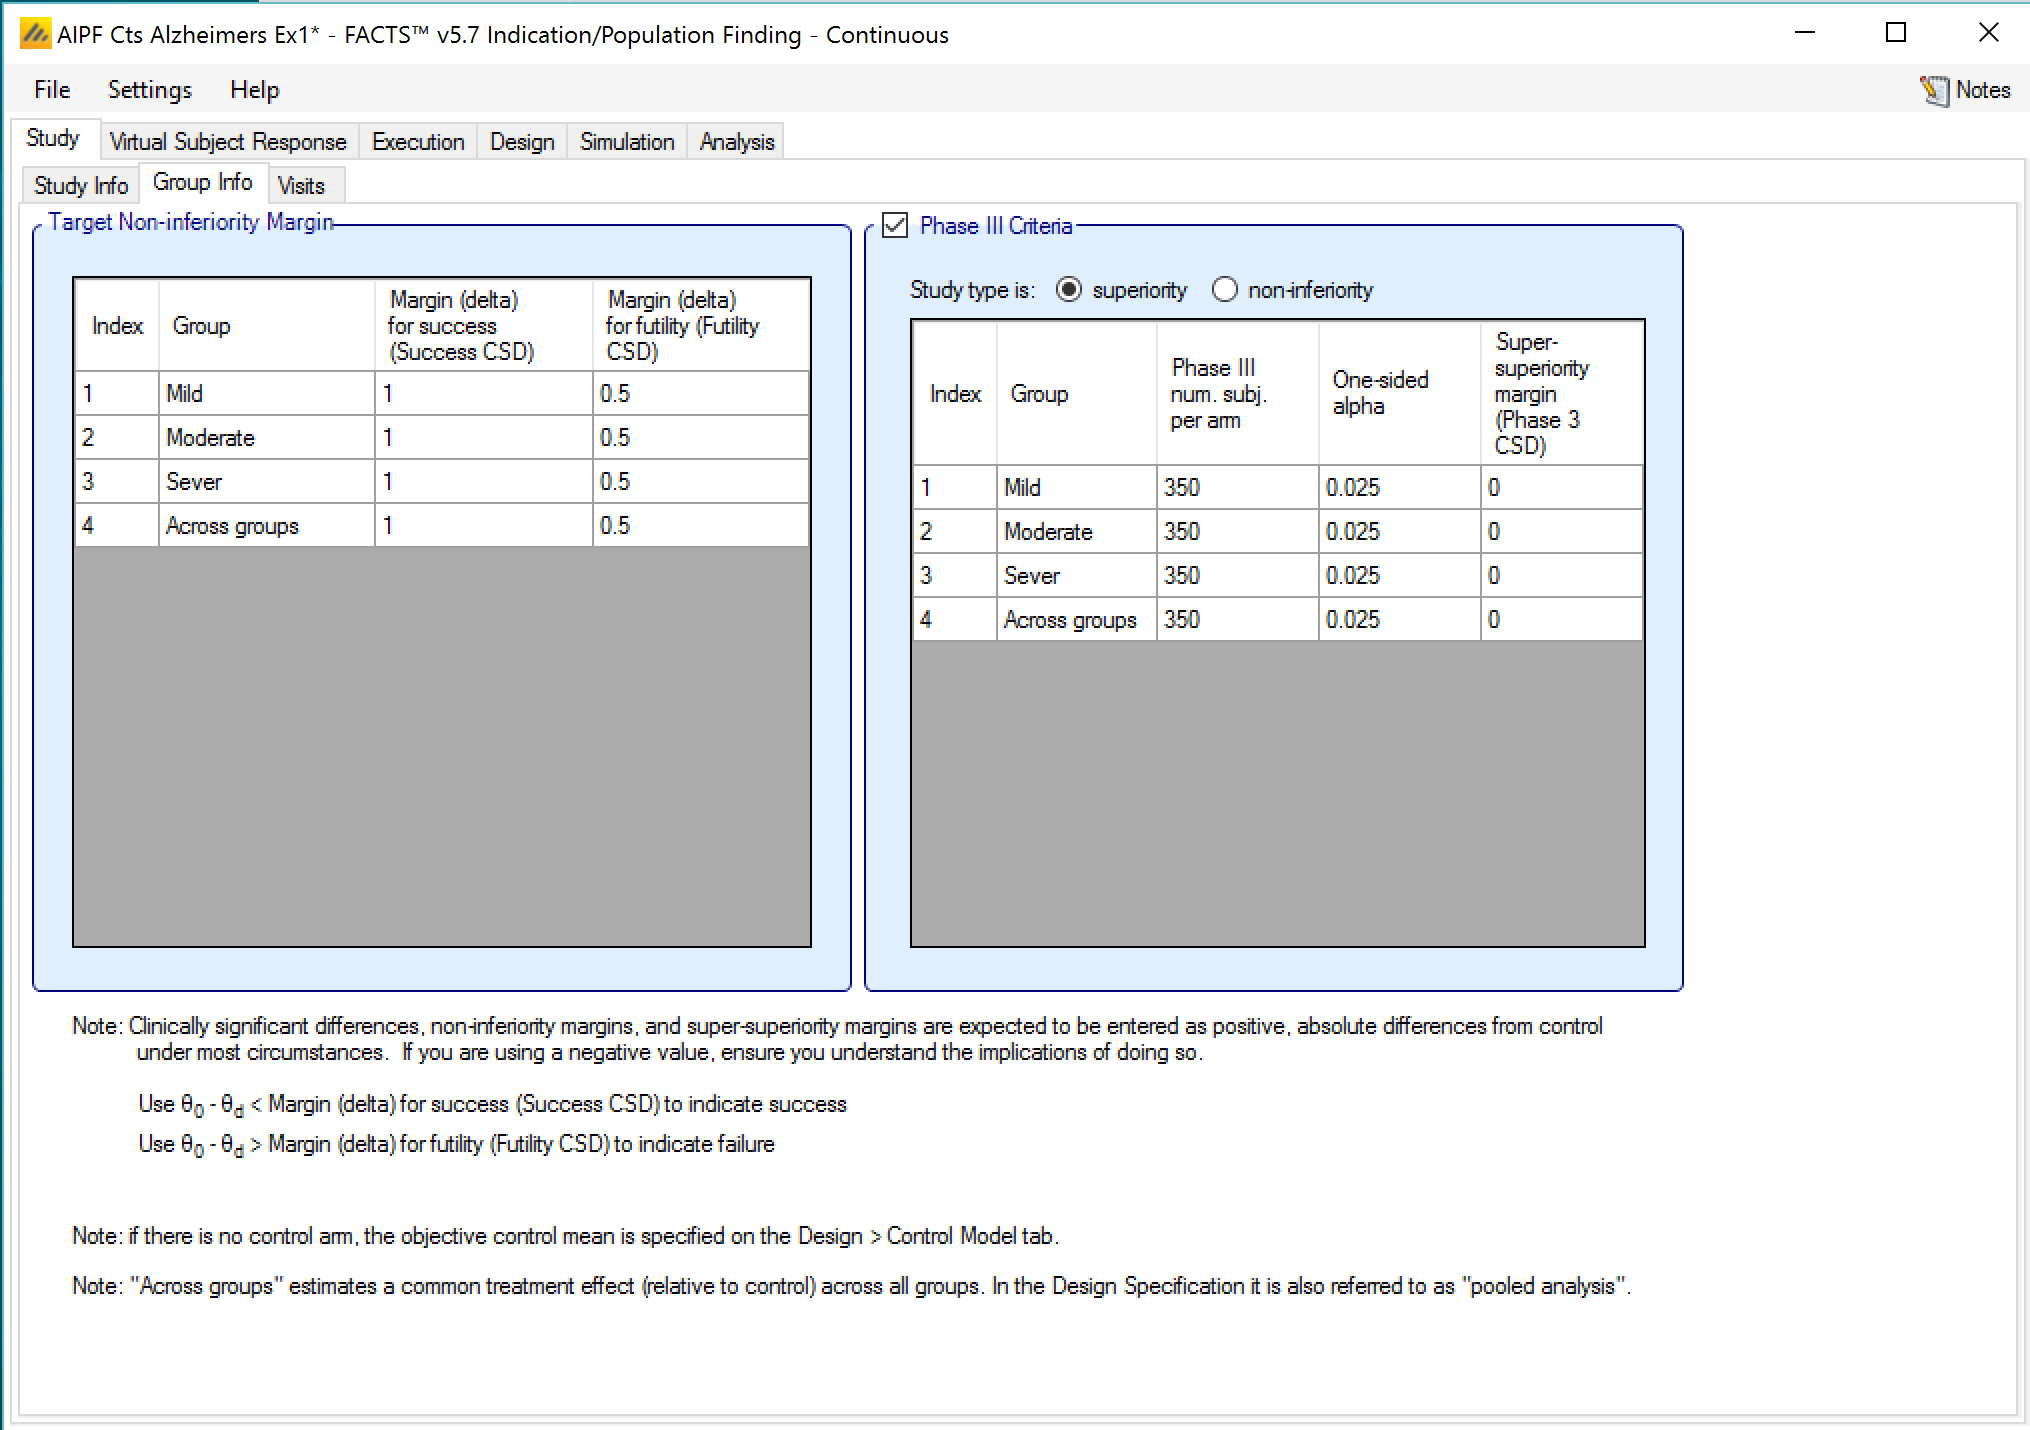 AIPF Cts Alzheimers Ex1* - FACTS™ v5.7 Indication/Population Finding - Continuous
File Settings Help Notes
Study Virtual Subject Response Execution Design Simulation Analysis
Study Info Group Info Visits
Target Non-inferiority Margin
Index Group Margin (delta) for success (Success CSD) Margin (delta) for futility (Futility CSD)
1 Mild 1 0.5
2 Moderate 1 0.5
3 Sever 1 0.5
4 Across groups 1 0.5
Phase III Criteria
Study type is: superiority non-inferiority
Index Group Phase III num. subj. per arm One-sided alpha Super-superiority margin (Phase 3 CSD)
1 Mild 350 0.025 0
2 Moderate 350 0.025 0
3 Sever 350 0.025 0
4 Across groups 350 0.025 0
Note: Clinically significant differences, non-inferiority margins, and super-superiority margins are expected to be entered as positive, absolute differences from control
under most circumstances. If you are using a negative value, ensure you understand the implications of doing so.
Use θ0 - θd < Margin (delta) for success (Success CSD) to indicate success
Use θ0 - θd > Margin (delta) for futility (Futility CSD) to indicate failure
Note: if there is no control arm, the objective control mean is specified on the Design > Control Model tab.
Note: "Across groups" estimates a common treatment effect (relative to control) across all groups. In the Design Specification it is also referred to as "pooled analysis".